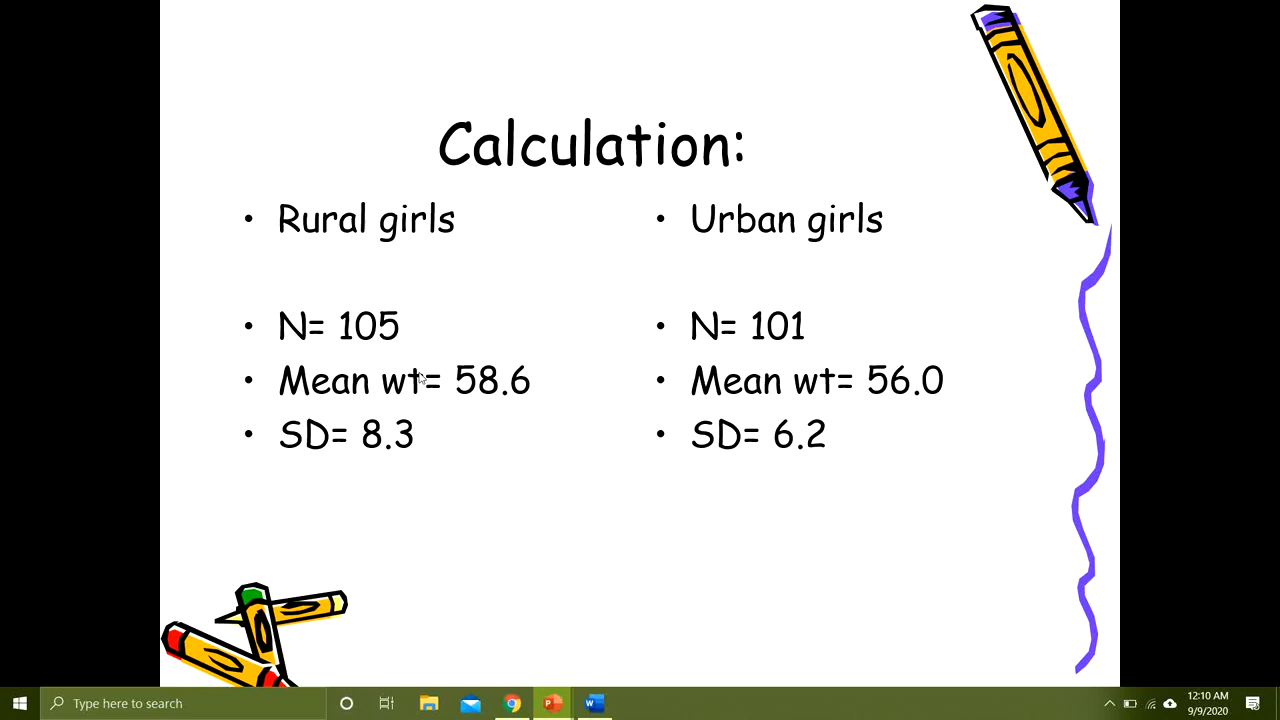 Calculation:
• Rural girls
• N= 105
• Mean wt= 58.6
• SD= 8.3
• Urban girls
• N= 101
• Mean wt= 56.0
• SD= 6.2
Type here to search
12:10 AM
9/9/2020